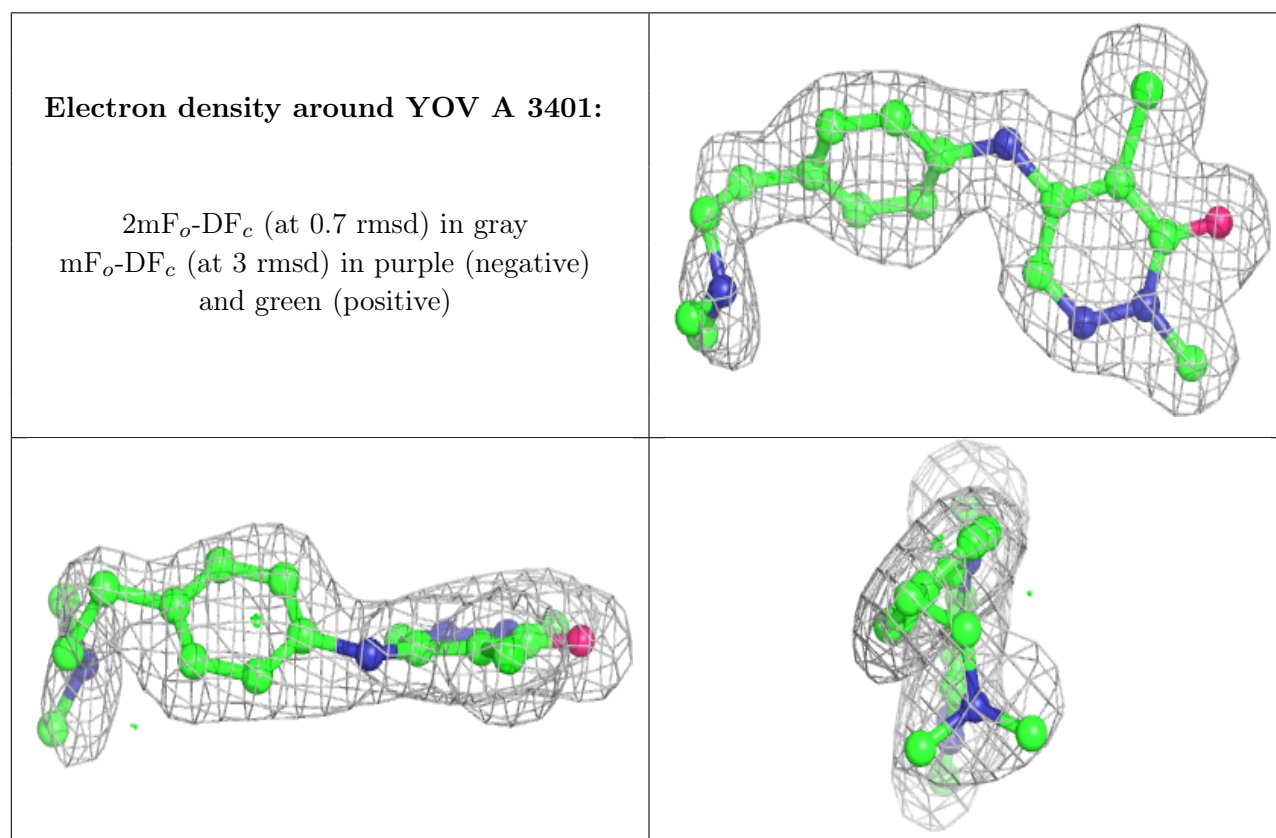 Electron density around YOV A 3401:
2mFo-DFc (at 0.7 rmsd) in gray
mFo-DFc (at 3 rmsd) in purple (negative)
and green (positive)